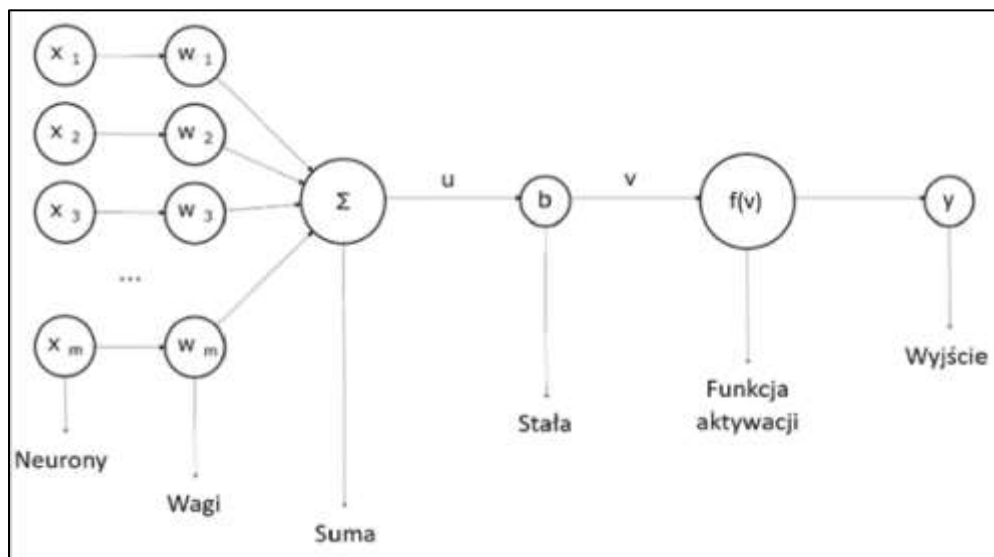 x 1
w 1
x 2
w 2
x 3
w 3
Σ
u
b
v
f(v)
y
...
x m
w m
Wyjście
Funkcja
aktywacji
Stała
Neurony
Wagi
Suma